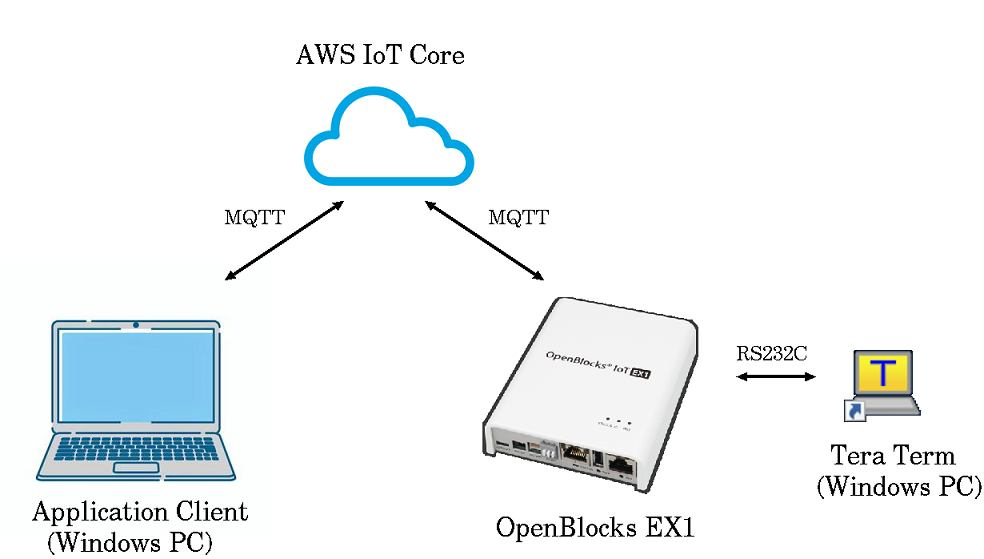 AWS IoT Core
MQTT
MQTT
OpenBlocks® IoT EX1
RS232C
T
Tera Term
(Windows PC)
Application Client
(Windows PC)
OpenBlocks EX1